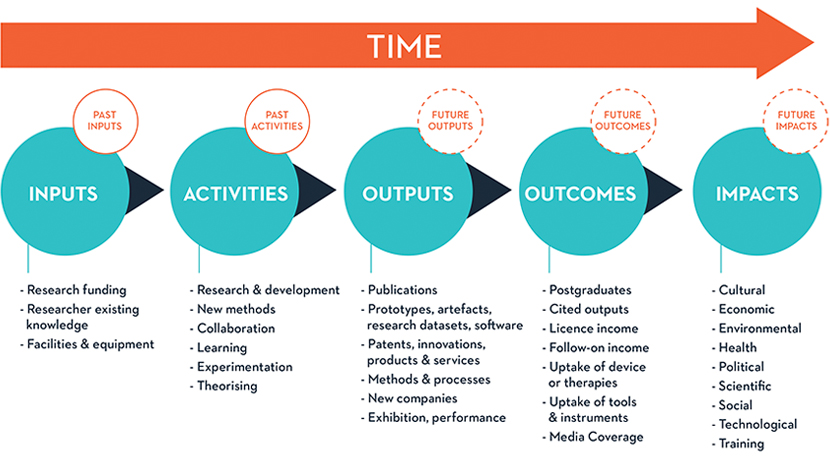 TIME
PAST
INPUTS
PAST
ACTIVITIES
FUTURE
OUTPUTS
FUTURE
OUTCOMES
FUTURE
IMPACTS
INPUTS
ACTIVITIES
OUTPUTS
OUTCOMES
IMPACTS
- Research funding
- Researcher existing
knowledge
- Facilities & equipment
- Research & development
- New methods
- Collaboration
- Learning
- Experimentation
- Theorising
- Publications
- Prototypes, artefacts,
research datasets, software
- Patents, innovations,
products & services
- Methods & processes
- New companies
- Exhibition, performance
- Postgraduates
- Cited outputs
- Licence income
- Follow-on income
- Uptake of device
or therapies
- Uptake of tools
& instruments
- Media Coverage
- Cultural
- Economic
- Environmental
- Health
- Political
- Scientific
- Social
- Technological
- Training